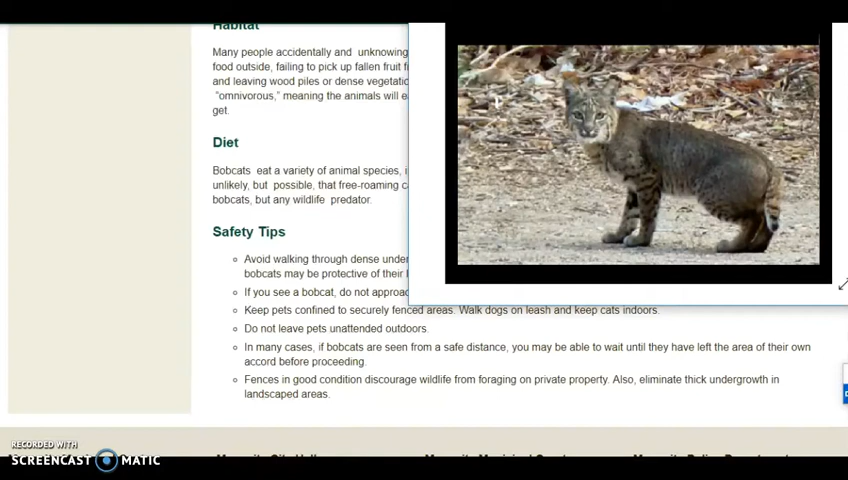 Habitat
Many people accidentally and unknowing
food outside, failing to pick up fallen fruit
and leaving wood piles or dense vegetatio
"omnivorous," meaning the animals will
get.
Diet
Bobcats eat a variety of animal species,
unlikely, but possible, that free-roaming
bobcats, but any wildlife predator.
Safety Tips
Avoid walking through dense
bobcats may be protective of their
If you see a bobcat, do not approac
Keep pets confined to securely fenced areas. Walk dogs on leash and keep cats indoors.
Do not leave pets unattended outdoors.
In many cases, if bobcats are seen from a safe distance, you may be able to wait until they have left the area of their own
accord before proceeding.
Fences in good condition discourage wildlife from foraging on private property. Also, eliminate thick undergrowth in
landscaped areas.
RECORDED WITH
SCREENCAST MATIC